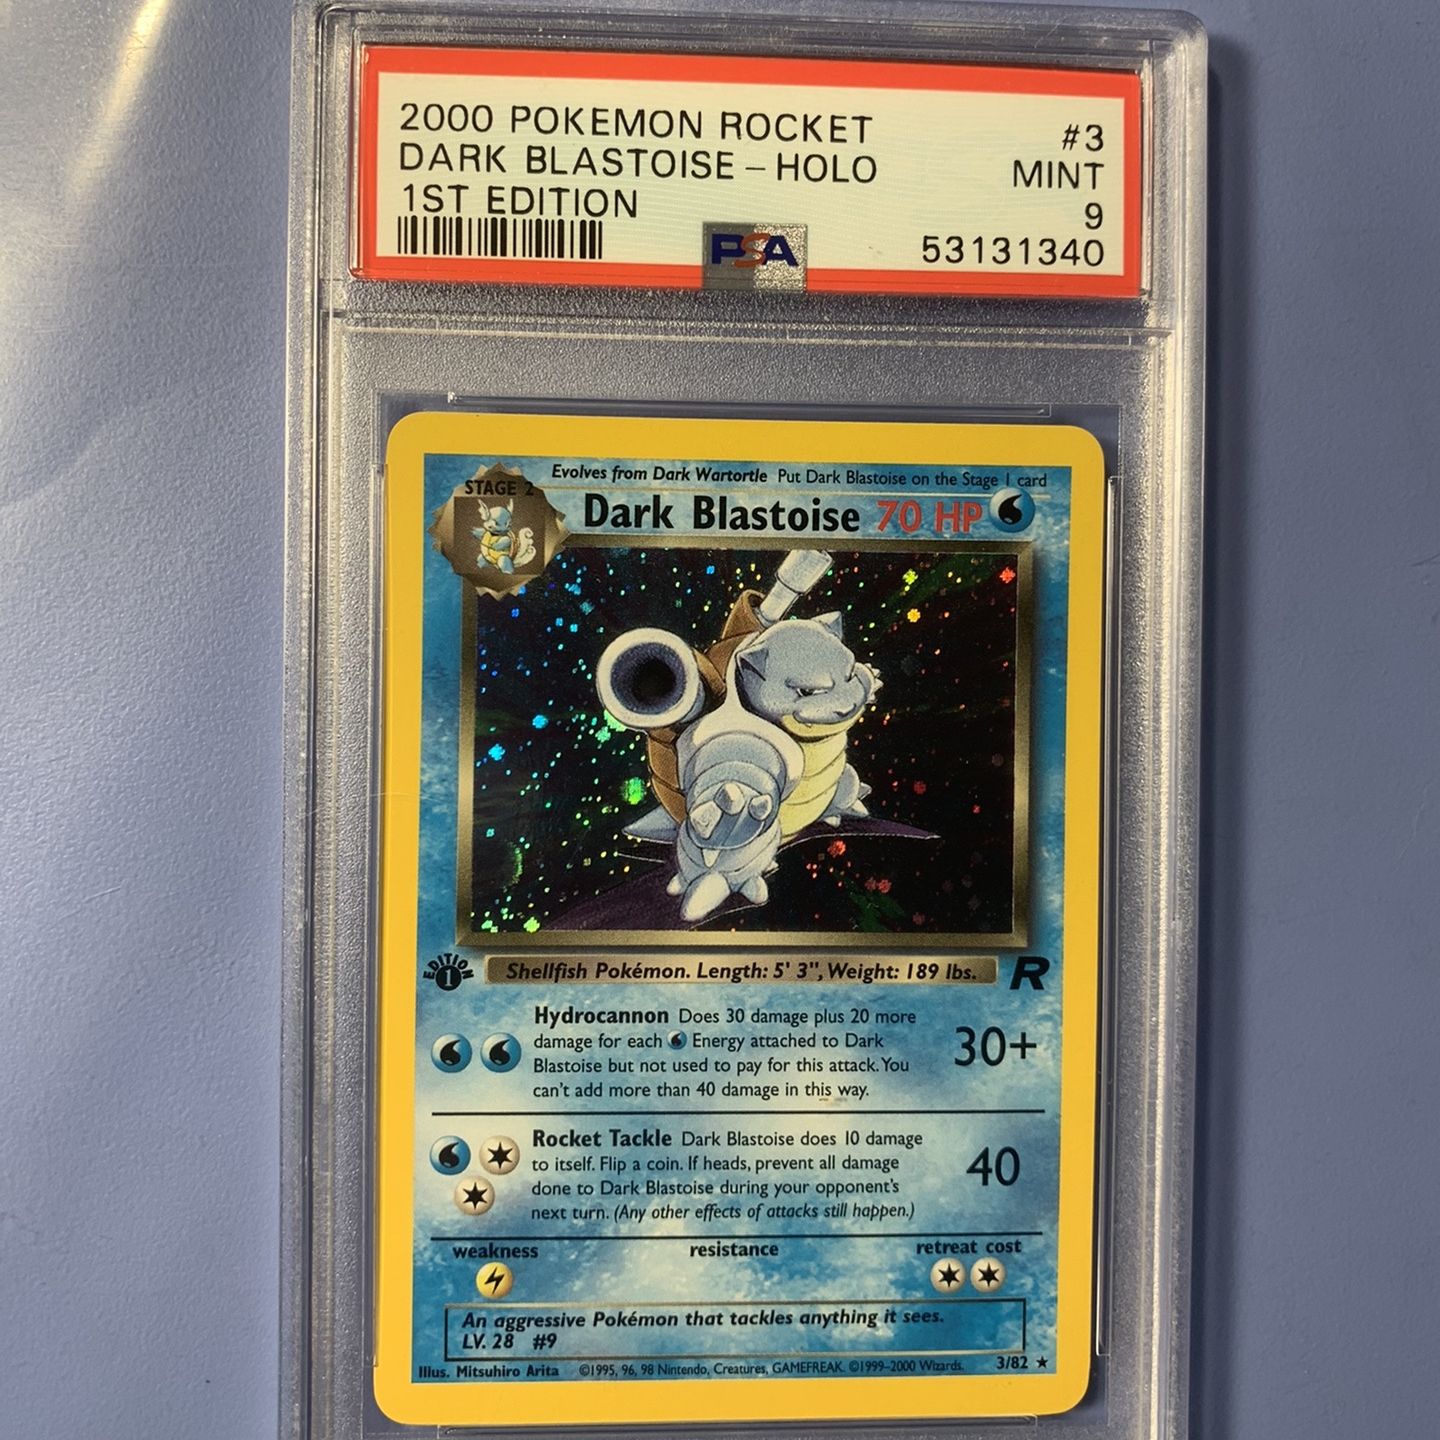 2000 POKEMON ROCKET #3
DARK BLASTOISE - HOLO MINT
1ST EDITION 9
PSA 53131340
Evolves from Dark Wartortle Put Dark Blastoise on the Stage 1 card
STAGE 2
Dark Blastoise 70 HP
EDITION 1
Shellfish Pokémon. Length: 5' 3", Weight: 189 lbs. R
Hydrocannon Does 30 damage plus 20 more
damage for each Energy attached to Dark
Blastoise but not used to pay for this attack. You
can't add more than 40 damage in this way.
30+
Rocket Tackle Dark Blastoise does 10 damage
to itself. Flip a coin. If heads, prevent all damage
done to Dark Blastoise during your opponent's
next turn. (Any other effects of attacks still happen.)
40
weakness resistance retreat cost
An aggressive Pokémon that tackles anything it sees.
LV. 28 #9
Illus. Mitsuhiro Arita ©1995, 96, 98 Nintendo, Creatures, GAMEFREAK. ©1999-2000 Wizards. 3/82 ★